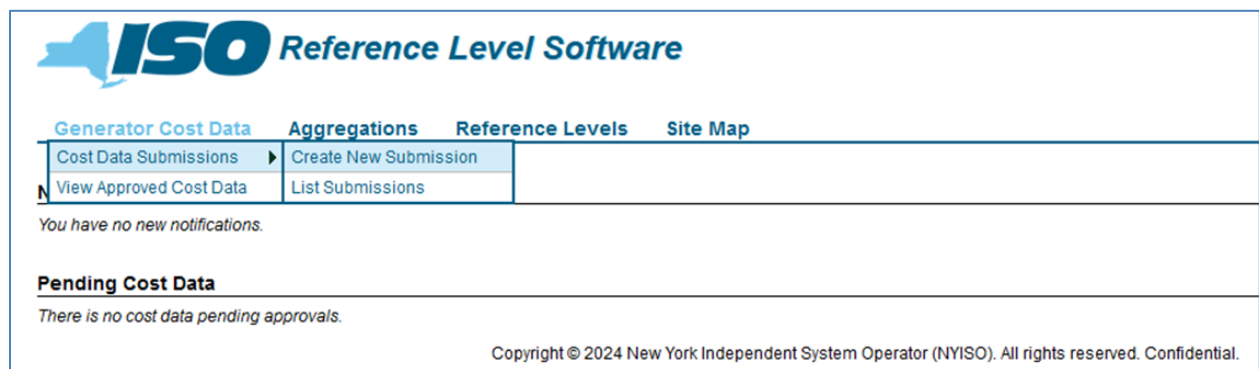 ISO Reference Level Software
Generator Cost Data Aggregations Reference Levels Site Map
Cost Data Submissions Create New Submission
View Approved Cost Data List Submissions
You have no new notifications.
Pending Cost Data
There is no cost data pending approvals.
Copyright © 2024 New York Independent System Operator (NYISO). All rights reserved. Confidential.